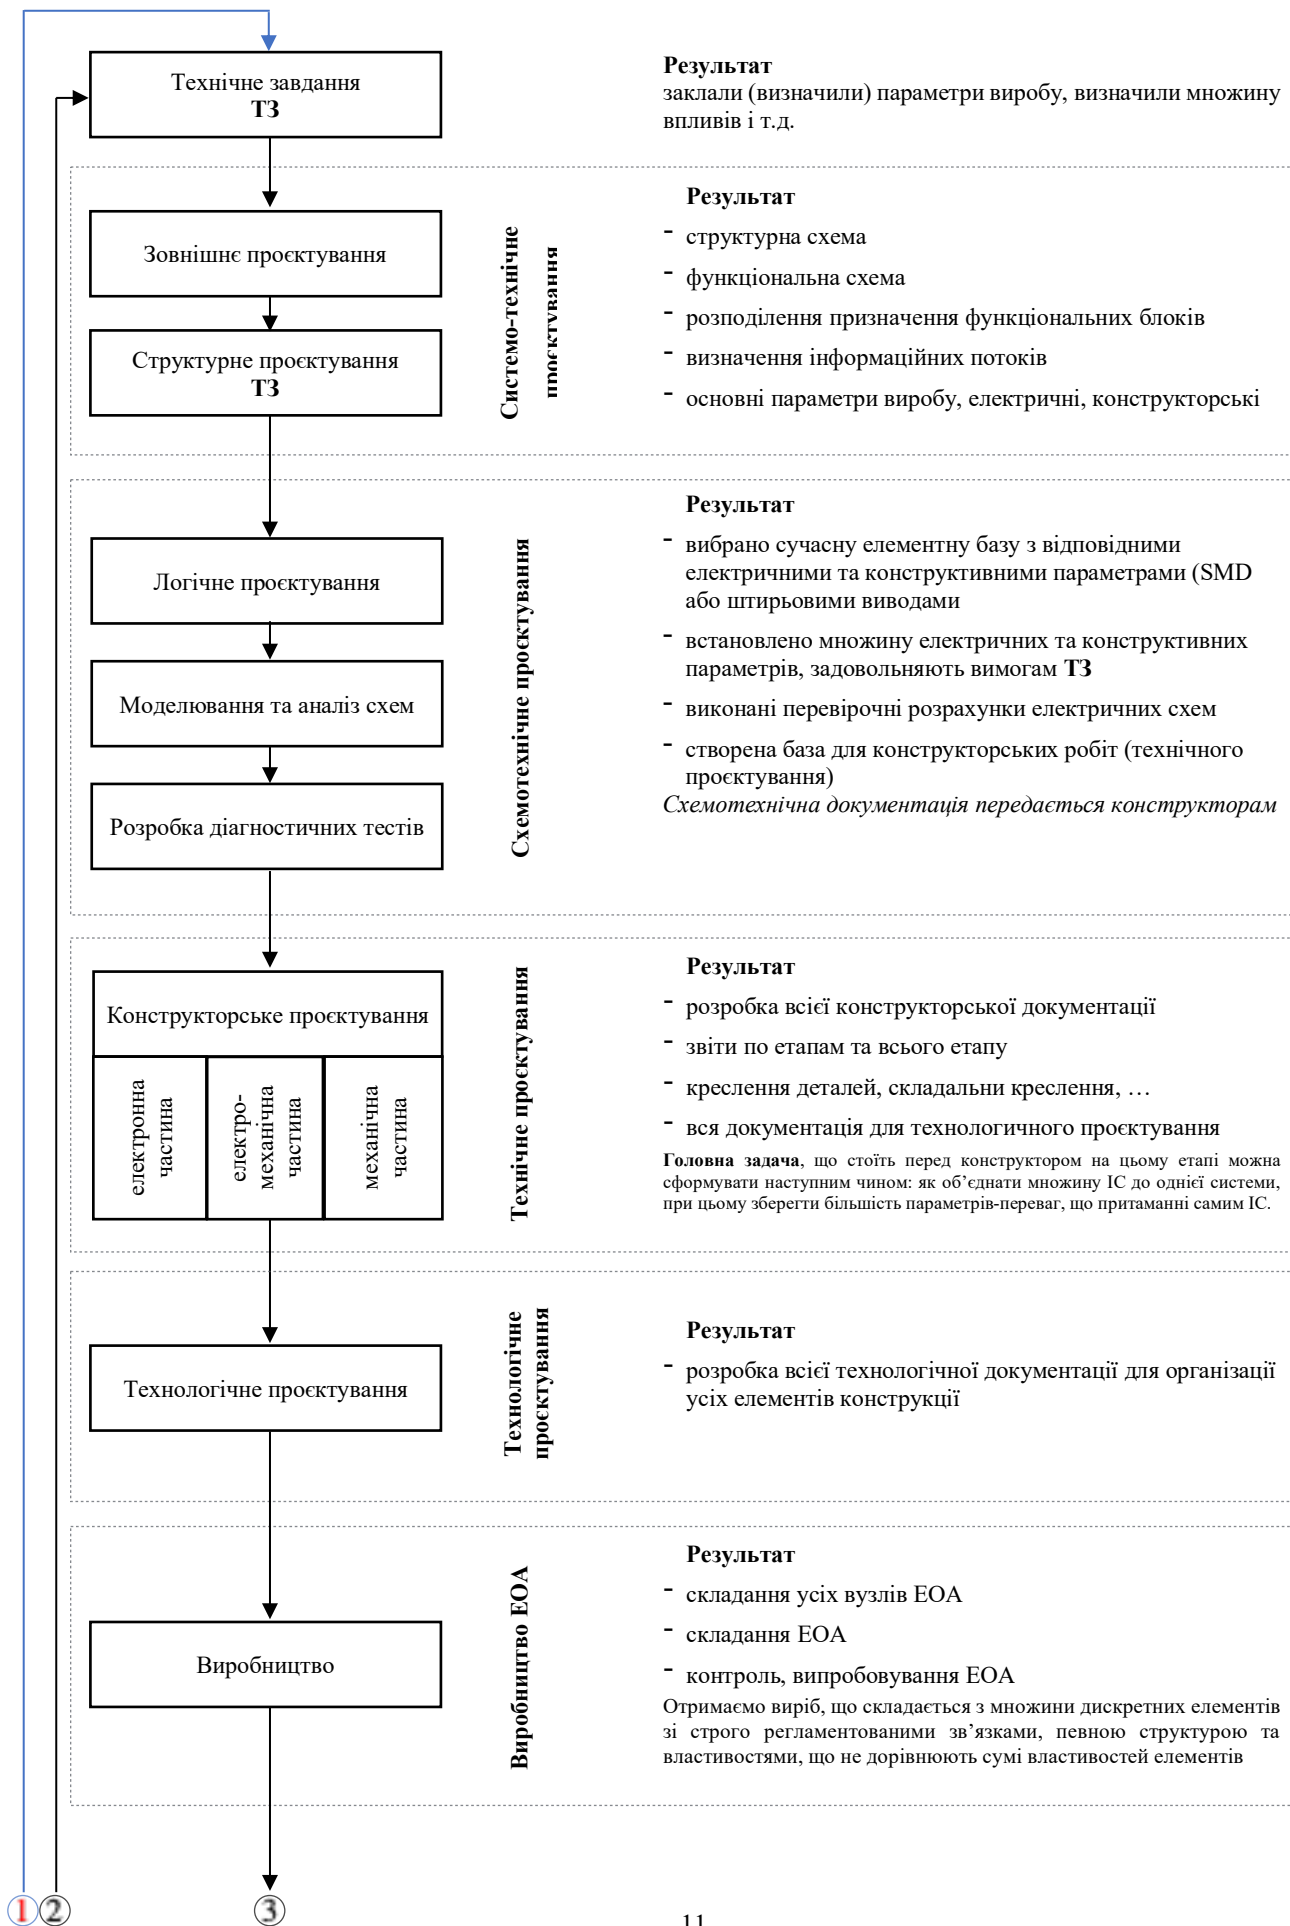 Технічне завдання
ТЗ
Результат
заклали (визначили) параметри виробу, визначили множину
впливів і т.д.
Зовнішнє проєктування
Структурне проєктування
ТЗ
Системо-технічне
проєктування
Результат
- структурна схема
- функціональна схема
- розподілення призначення функціональних блоків
- визначення інформаційних потоків
- основні параметри виробу, електричні, конструкторські
Логічне проєктування
Моделювання та аналіз схем
Розробка діагностичних тестів
Схемотехнічне проєктування
Результат
- вибрано сучасну елементну базу з відповідними
електричними та конструктивними параметрами (SMD
або штирьовими виводами
- встановлено множину електричних та конструктивних
параметрів, задовольняють вимогам ТЗ
- виконані перевірочні розрахунки електричних схем
- створена база для конструкторських робіт (технічного
проєктування)
Схемотехнічна документація передається конструкторам
Конструкторське проєктування
електронна
частина
електро-
механічна
частина
механічна
частина
Технічне проєктування
Результат
- розробка всієї конструкторської документації
- звіти по етапам та всього етапу
- креслення деталей, складальни креслення, …
- вся документація для технологичного проєктування
Головна задача, що стоїть перед конструктором на цьому етапі можна
сформувати наступним чином: як об’єднати множину ІС до однієї системи,
при цьому зберегти більшість параметрів-переваг, що притаманні самим ІС.
Технологічне проєктування
Технологічне
проєктування
Результат
- розробка всієї технологічної документації для організації
усіх елементів конструкції
Виробництво
Виробництво ЕОА
Результат
- складання усіх вузлів ЕОА
- складання ЕОА
- контроль, випробовування ЕОА
Отримаємо виріб, що складається з множини дискретних елементів
зі строго регламентованими зв’язками, певною структурою та
властивостями, що не дорівнюють сумі властивостей елементів
1 2 3
11